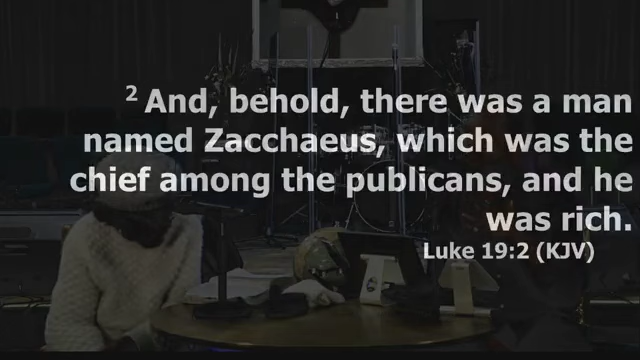 2 And, behold, there was a man
named Zacchaeus, which was the
chief among the publicans, and he
was rich.
Luke 19:2 (KJV)